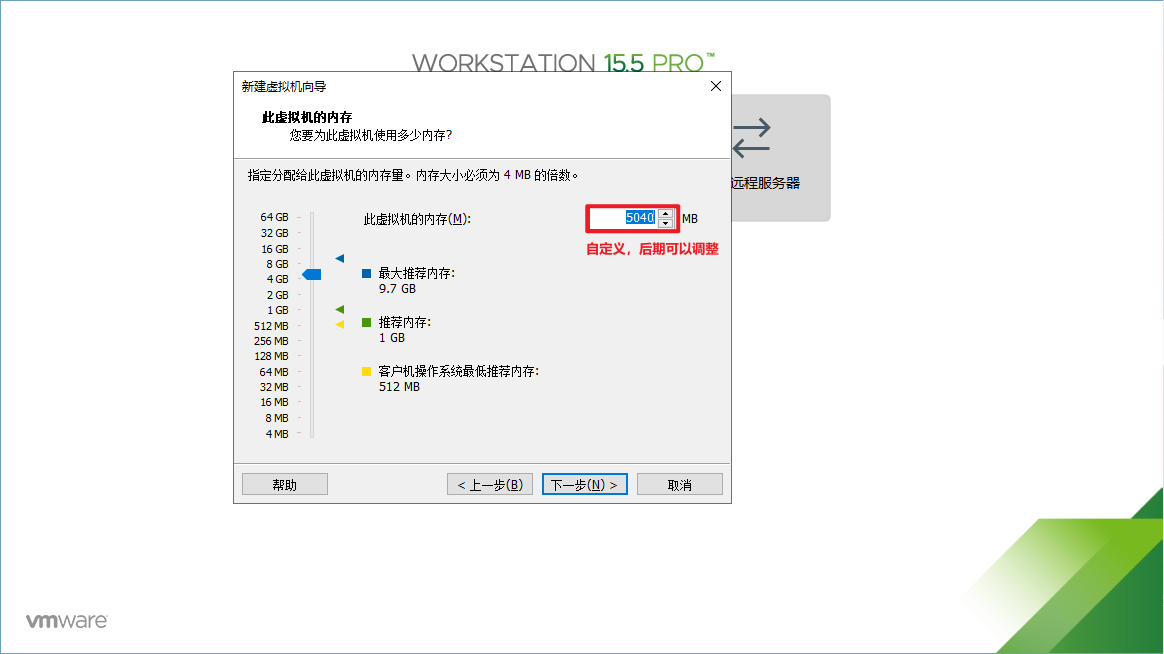 WORKSTATION 15.5 PRO™
新建虚拟机向导
此虚拟机的内存
您要为此虚拟机使用多少内存?
指定分配给此虚拟机的内存量。内存大小必须为 4 MB 的倍数。
64 GB
32 GB
16 GB
8 GB
4 GB
2 GB
1 GB
512 MB
256 MB
128 MB
64 MB
32 MB
16 MB
8 MB
4 MB
此虚拟机的内存(M):
5040 MB
自定义，后期可以调整
最大推荐内存:
9.7 GB
推荐内存:
1 GB
客户机操作系统最低推荐内存:
512 MB
帮助
< 上一步(B)
下一步(N) >
取消
远程服务器
vmware